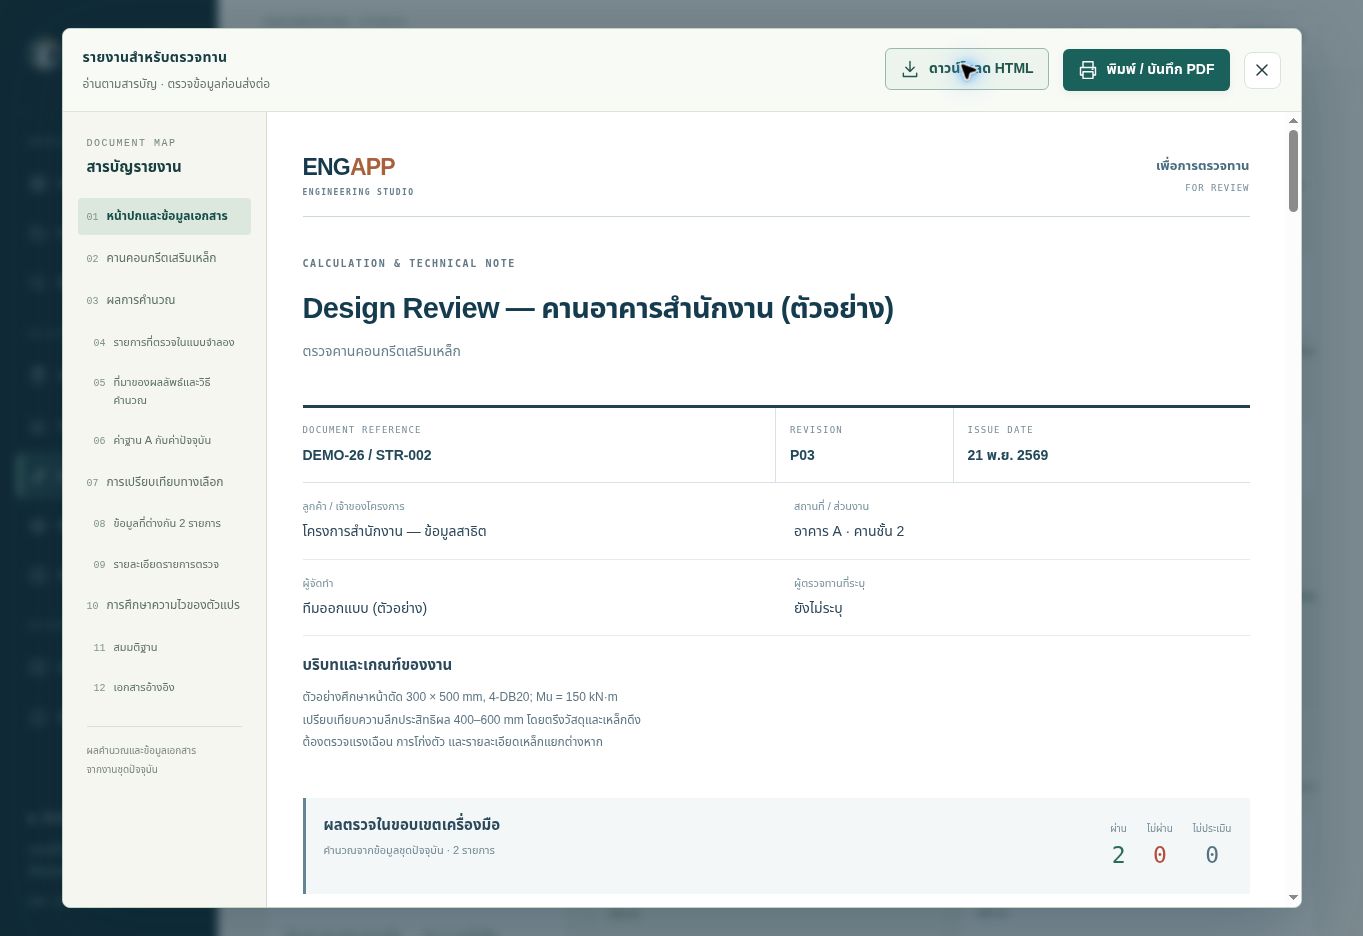 รายงานสำหรับตรวจทาน
อ่านตามสารบัญ · ตรวจข้อมูลก่อนส่งต่อ
HTML
พิมพ์ / บันทึก PDF
DOCUMENT MAP
สารบัญรายงาน
01 หน้าปกและข้อมูลเอกสาร
02 คานคอนกรีตเสริมเหล็ก
03 ผลการคำนวณ
04 รายการที่ตรวจในแบบจำลอง
05 ที่มาของผลลัพธ์และวิธี
คำนวณ
06 ค่าฐาน A กับค่าปัจจุบัน
07 การเปรียบเทียบทางเลือก
08 ข้อมูลที่ต่างกัน 2 รายการ
09 รายละเอียดรายการตรวจ
10 การศึกษาความไวของตัวแปร
11 สมมติฐาน
12 เอกสารอ้างอิง
ผลคำนวณและข้อมูลเอกสาร
จากงานชุดปัจจุบัน
ENGAPP
ENGINEERING STUDIO
เพื่อการตรวจทาน
FOR REVIEW
CALCULATION & TECHNICAL NOTE
Design Review — คานอาคารสำนักงาน (ตัวอย่าง)
ตรวจคานคอนกรีตเสริมเหล็ก
DOCUMENT REFERENCE
DEMO-26 / STR-002
REVISION
P03
ISSUE DATE
21 พ.ย. 2569
ลูกค้า / เจ้าของโครงการ
โครงการสำนักงาน — ข้อมูลสาธิต
สถานที่ / ส่วนงาน
อาคาร A · คานชั้น 2
ผู้จัดทำ
ทีมออกแบบ (ตัวอย่าง)
ผู้ตรวจทานที่ระบุ
ยังไม่ระบุ
บริบทและเกณฑ์ของงาน
ตัวอย่างศึกษาหน้าตัด 300 × 500 mm, 4-DB20; Mu = 150 kN·m
เปรียบเทียบความลึกประสิทธิผล 400–600 mm โดยตรึงวัสดุและเหล็กดึง
ต้องตรวจแรงเฉือน การโก่งตัว และรายละเอียดเหล็กแยกต่างหาก
ผลตรวจในขอบเขตเครื่องมือ
คำนวณจากข้อมูลชุดปัจจุบัน · 2 รายการ
ผ่าน ไม่ผ่าน ไม่ประเมิน
2 0 0